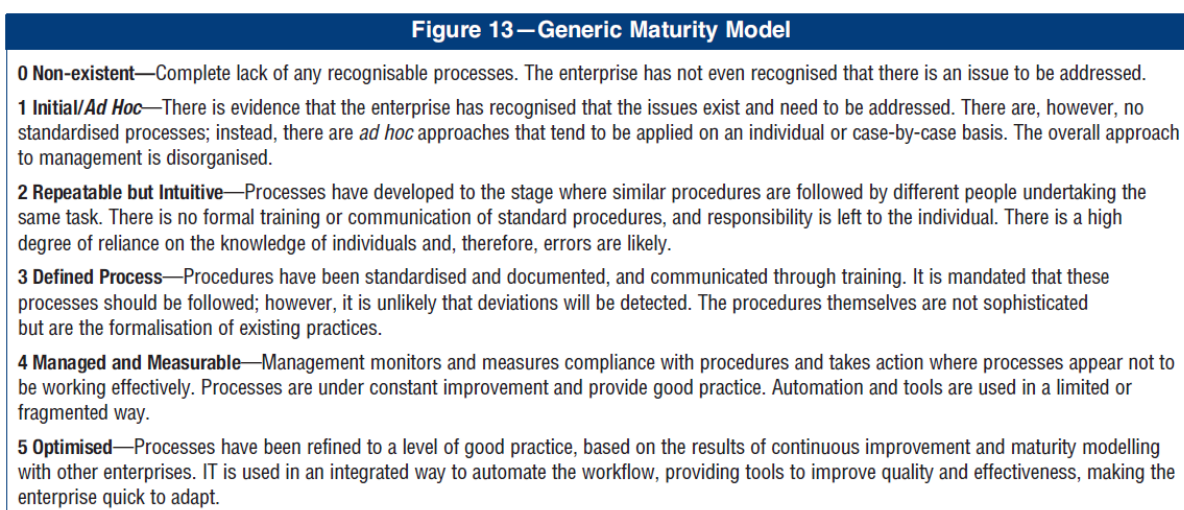 Figure 13—Generic Maturity Model
0 Non-existent—Complete lack of any recognisable processes. The enterprise has not even recognised that there is an issue to be addressed.
1 Initial/Ad Hoc—There is evidence that the enterprise has recognised that the issues exist and need to be addressed. There are, however, no
standardised processes; instead, there are ad hoc approaches that tend to be applied on an individual or case-by-case basis. The overall approach
to management is disorganised.
2 Repeatable but Intuitive—Processes have developed to the stage where similar procedures are followed by different people undertaking the
same task. There is no formal training or communication of standard procedures, and responsibility is left to the individual. There is a high
degree of reliance on the knowledge of individuals and, therefore, errors are likely.
3 Defined Process—Procedures have been standardised and documented, and communicated through training. It is mandated that these
processes should be followed; however, it is unlikely that deviations will be detected. The procedures themselves are not sophisticated
but are the formalisation of existing practices.
4 Managed and Measurable—Management monitors and measures compliance with procedures and takes action where processes appear not to
be working effectively. Processes are under constant improvement and provide good practice. Automation and tools are used in a limited or
fragmented way.
5 Optimised—Processes have been refined to a level of good practice, based on the results of continuous improvement and maturity modelling
with other enterprises. IT is used in an integrated way to automate the workflow, providing tools to improve quality and effectiveness, making the
enterprise quick to adapt.